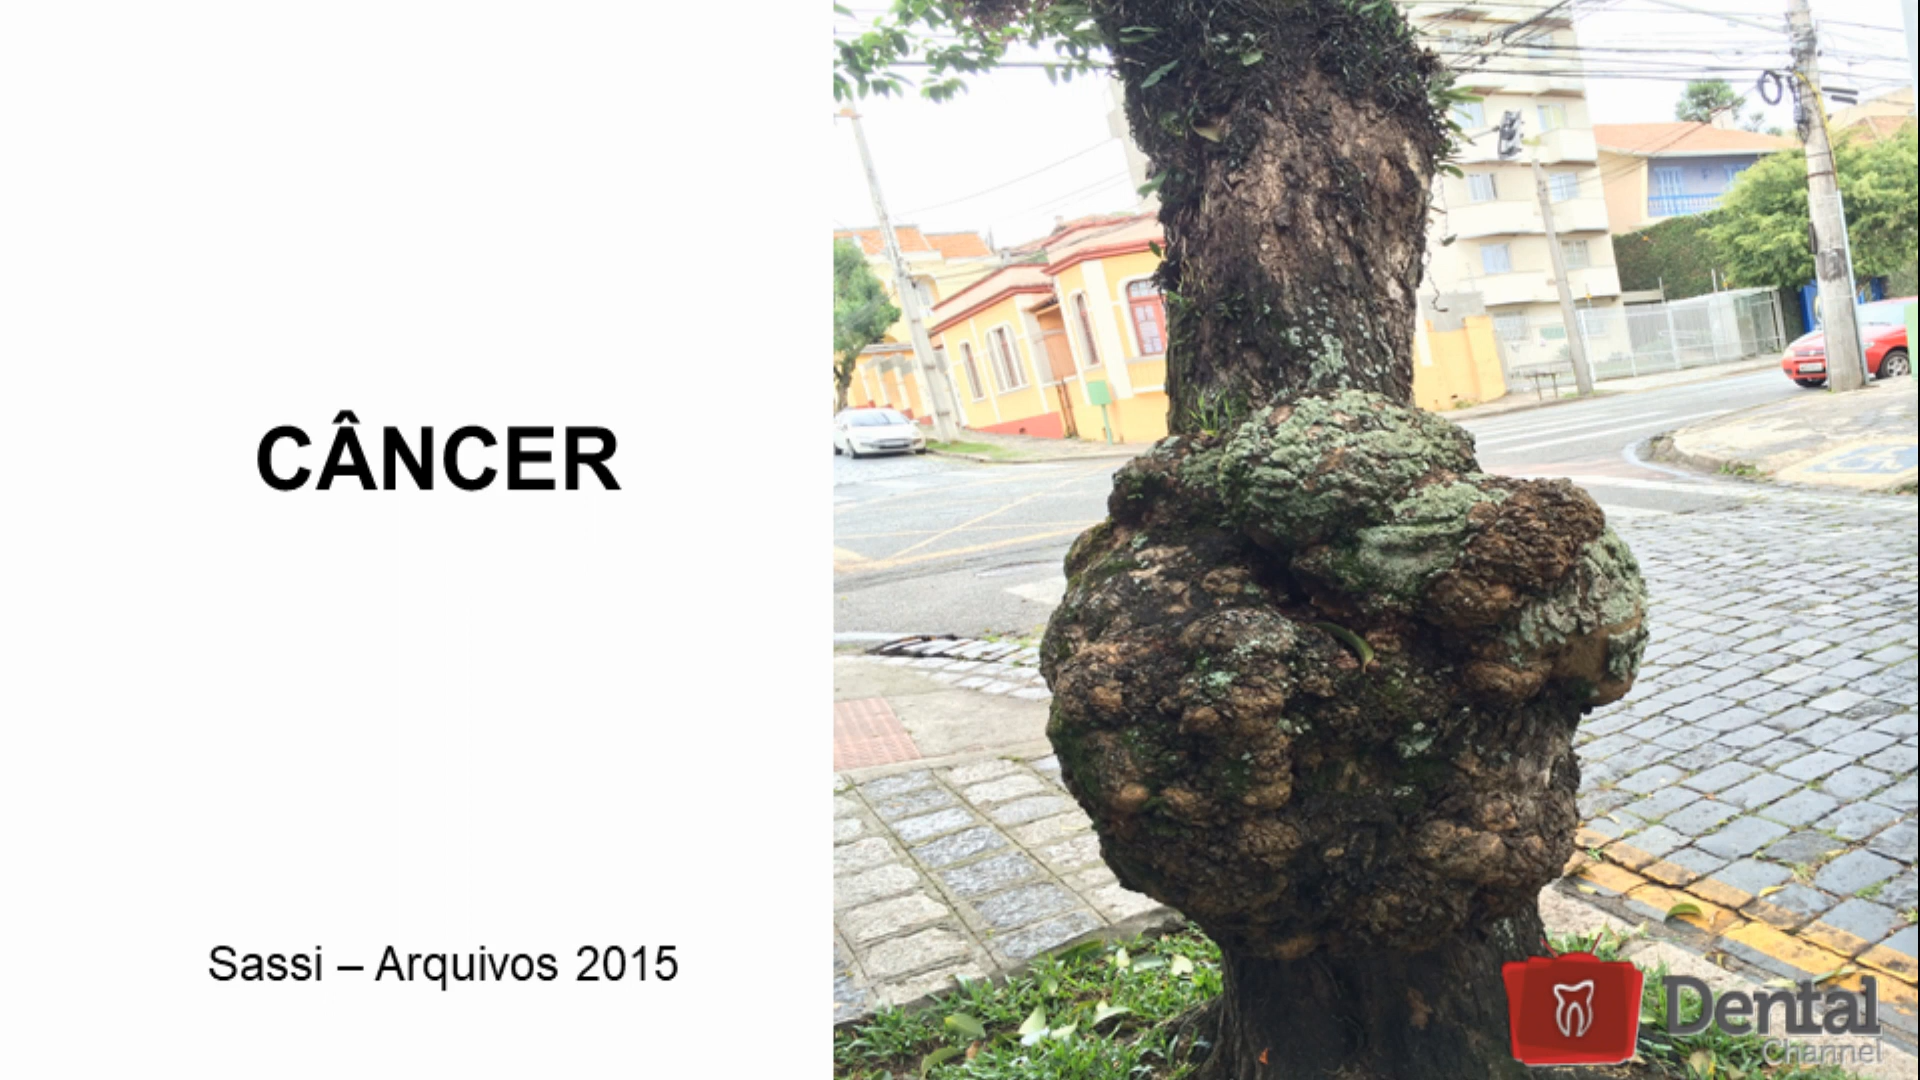 CÂNCER
Sassi – Arquivos 2015
Dental
Channel